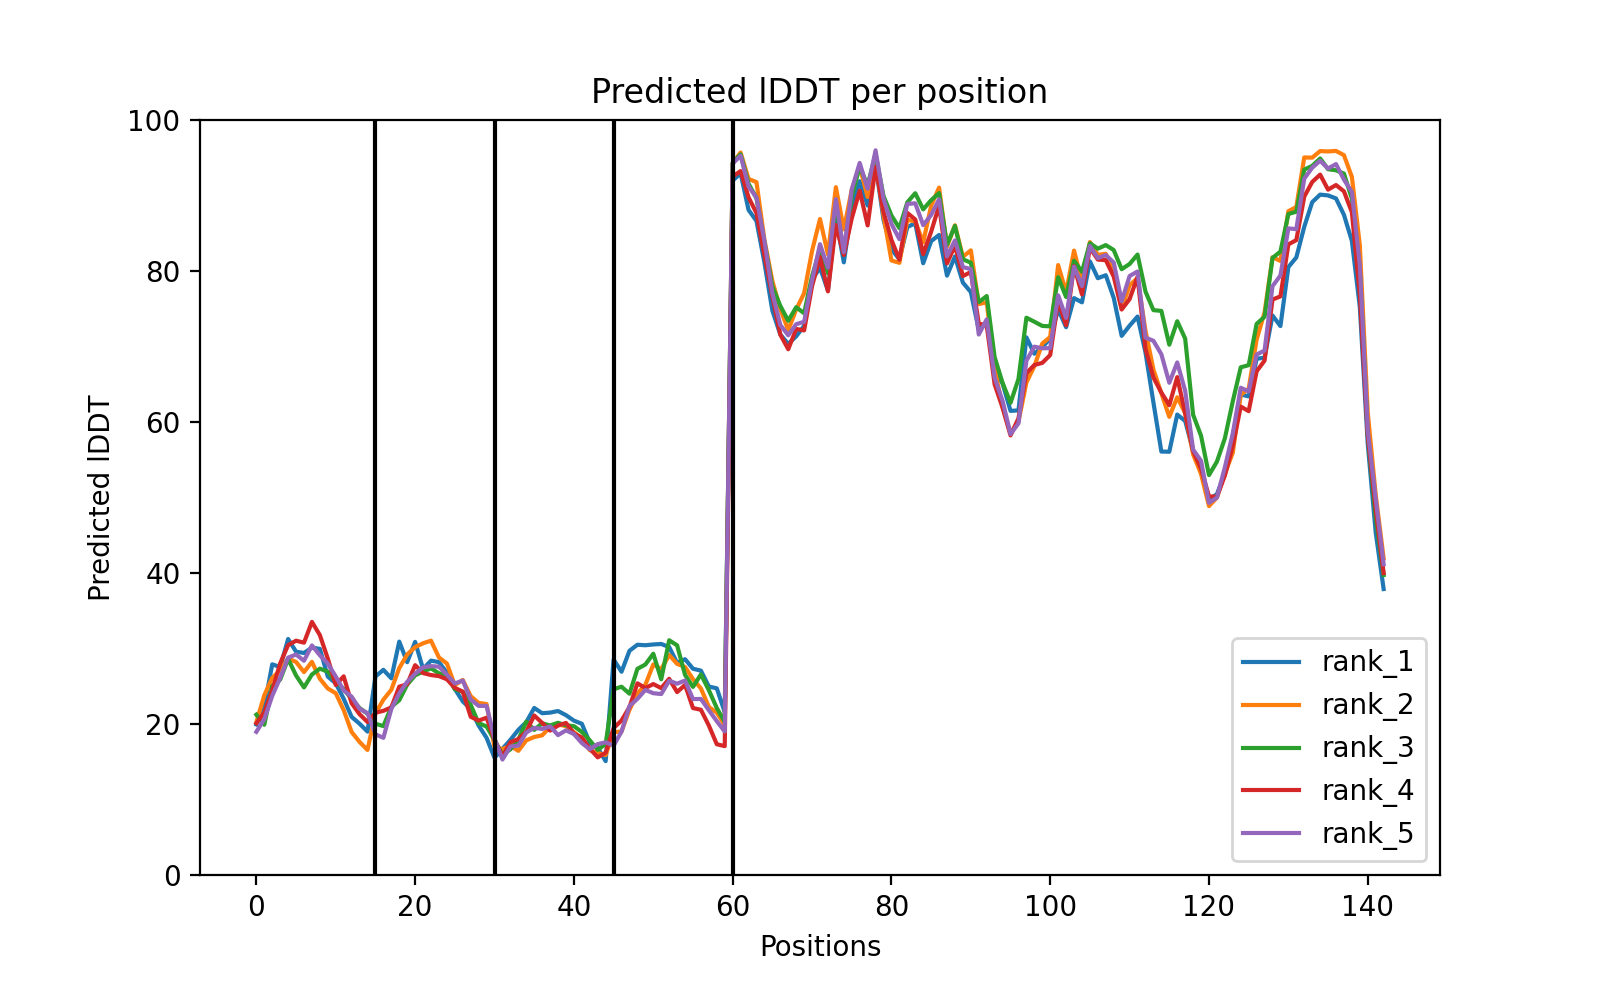 Predicted lDDT per position
Predicted lDDT
100
80
60
40
20
0
0 20 40 60 80 100 120 140
Positions
rank_1
rank_2
rank_3
rank_4
rank_5